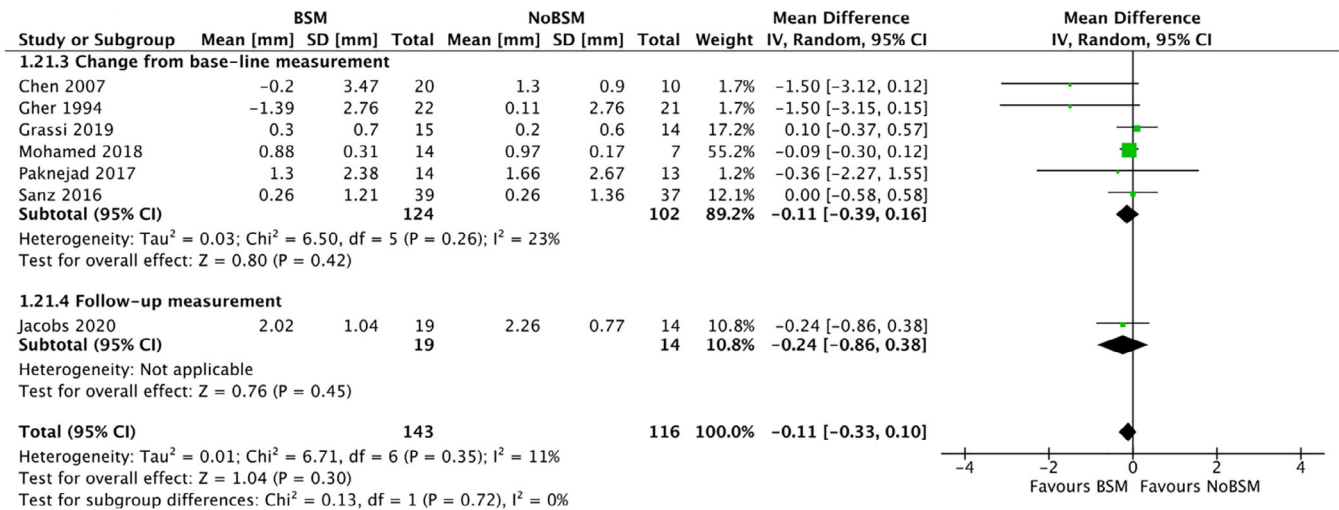 BSM NoBSM Mean Difference Mean Difference
Study or Subgroup Mean [mm] SD [mm] Total Mean [mm] SD [mm] Total Weight IV, Random, 95% CI IV, Random, 95% CI
1.21.3 Change from base-line measurement
Chen 2007 -0.2 3.47 20 1.3 0.9 10 1.7% -1.50 [-3.12, 0.12]
Gher 1994 -1.39 2.76 22 0.11 2.76 21 1.7% -1.50 [-3.15, 0.15]
Grassi 2019 0.3 0.7 15 0.2 0.6 14 17.2% 0.10 [-0.37, 0.57]
Mohamed 2018 0.88 0.31 14 0.97 0.17 7 55.2% -0.09 [-0.30, 0.12]
Paknejad 2017 1.3 2.38 14 1.66 2.67 13 1.2% -0.36 [-2.27, 1.55]
Sanz 2016 0.26 1.21 39 0.26 1.36 37 12.1% 0.00 [-0.58, 0.58]
Subtotal (95% CI) 124 102 89.2% -0.11 [-0.39, 0.16]
Heterogeneity: Tau² = 0.03; Chi² = 6.50, df = 5 (P = 0.26); I² = 23%
Test for overall effect: Z = 0.80 (P = 0.42)
1.21.4 Follow-up measurement
Jacobs 2020 2.02 1.04 19 2.26 0.77 14 10.8% -0.24 [-0.86, 0.38]
Subtotal (95% CI) 19 14 10.8% -0.24 [-0.86, 0.38]
Heterogeneity: Not applicable
Test for overall effect: Z = 0.76 (P = 0.45)
Total (95% CI) 143 116 100.0% -0.11 [-0.33, 0.10]
Heterogeneity: Tau² = 0.01; Chi² = 6.71, df = 6 (P = 0.35); I² = 11%
Test for overall effect: Z = 1.04 (P = 0.30)
Test for subgroup differences: Chi² = 0.13, df = 1 (P = 0.72), I² = 0%
-4 -2 0 2 4
Favours BSM Favours NoBSM